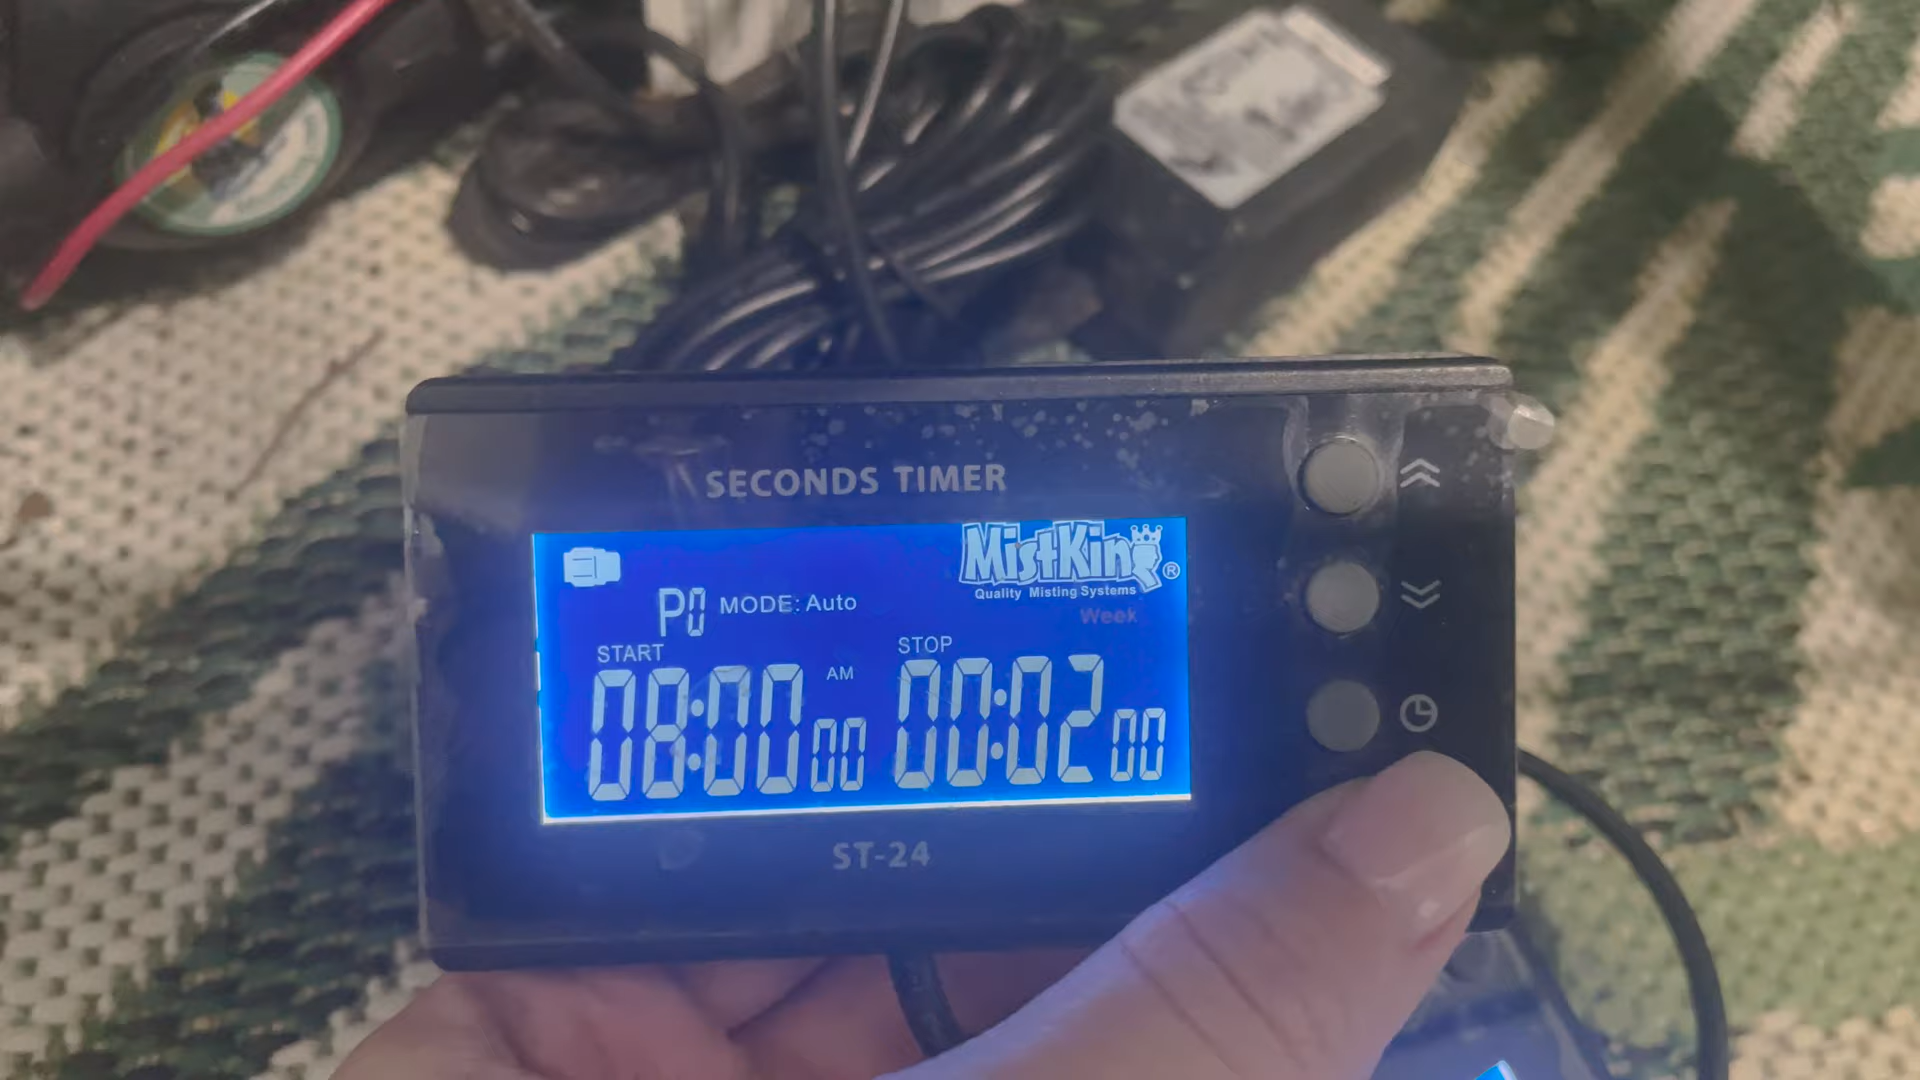 SECONDS TIMER
MistKing®
Quality Misting Systems
P0 MODE: Auto
Week
START
STOP
08:00 00 AM
00:02 00
ST-24